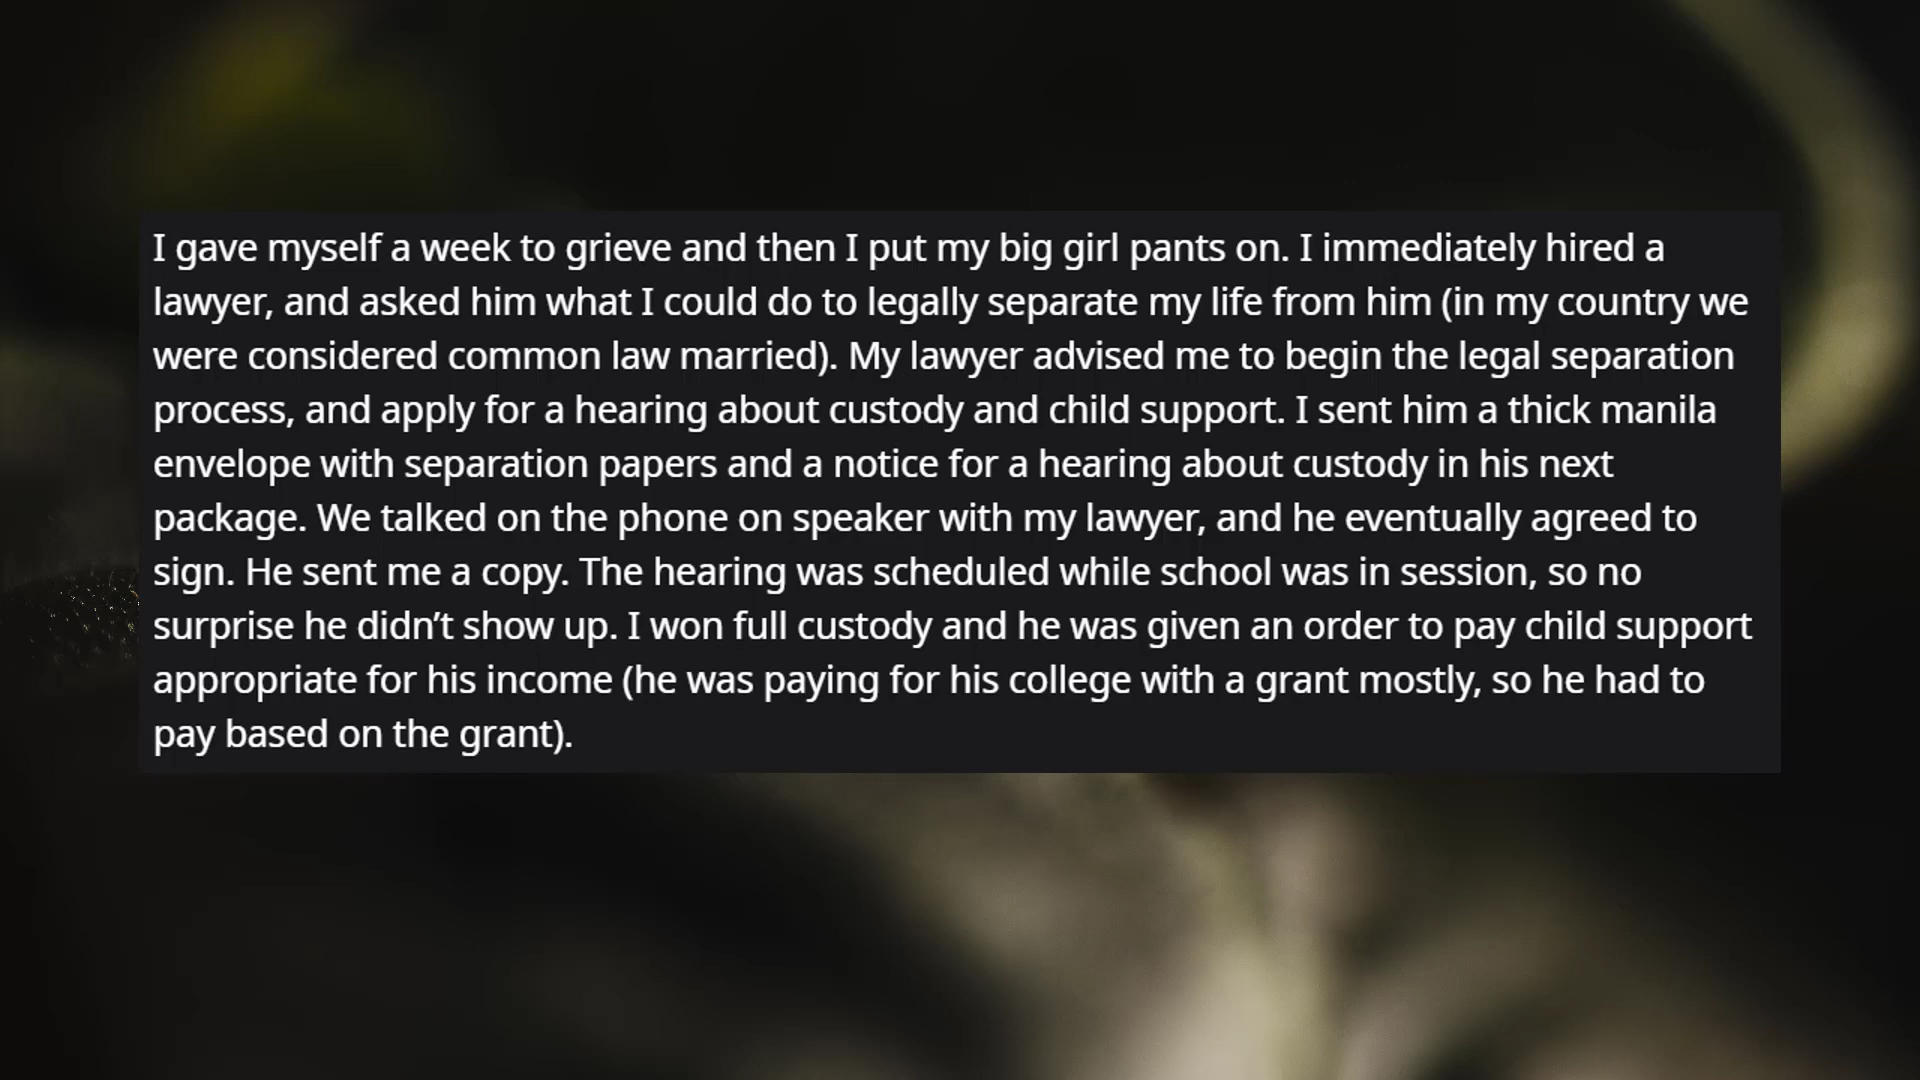 I gave myself a week to grieve and then I put my big girl pants on. I immediately hired a
lawyer, and asked him what I could do to legally separate my life from him (in my country we
were considered common law married). My lawyer advised me to begin the legal separation
process, and apply for a hearing about custody and child support. I sent him a thick manila
envelope with separation papers and a notice for a hearing about custody in his next
package. We talked on the phone on speaker with my lawyer, and he eventually agreed to
sign. He sent me a copy. The hearing was scheduled while school was in session, so no
surprise he didn’t show up. I won full custody and he was given an order to pay child support
appropriate for his income (he was paying for his college with a grant mostly, so he had to
pay based on the grant).